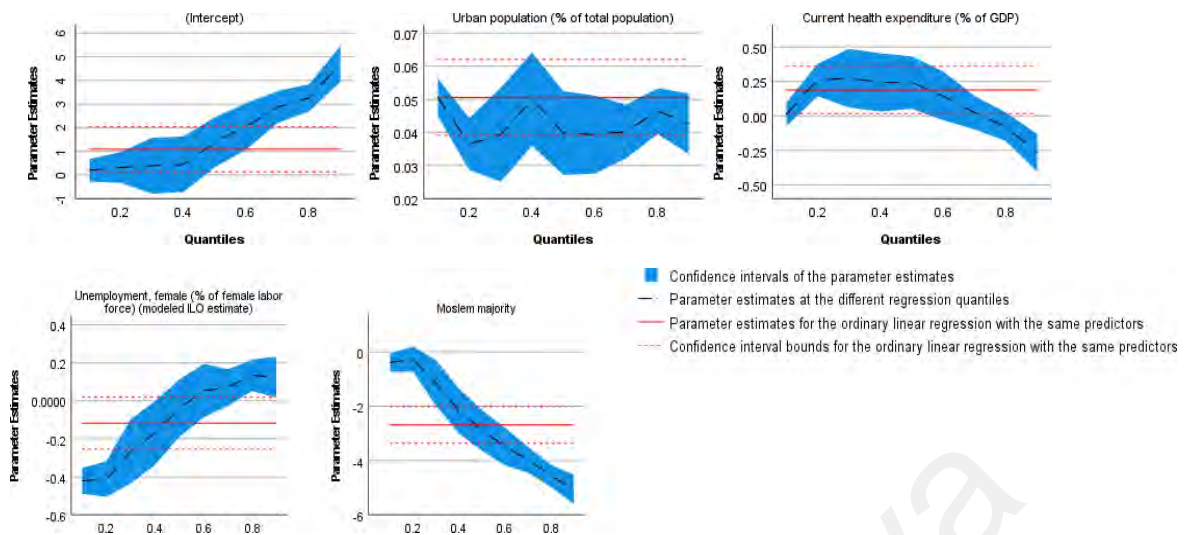 (Intercept)
Parameter Estimates
6
5
4
3
2
1
0
-1
0.2 0.4 0.6 0.8
Quantiles
Urban population (% of total population)
Parameter Estimates
0.07
0.06
0.05
0.04
0.03
0.02
0.2 0.4 0.6 0.8
Quantiles
Current health expenditure (% of GDP)
Parameter Estimates
0.50
0.25
0.00
-0.25
-0.50
0.2 0.4 0.6 0.8
Quantiles
Unemployment, female (% of female labor
force) (modeled ILO estimate)
Parameter Estimates
0.4
0.2
0.0000
-0.2
-0.4
-0.6
0.2 0.4 0.6 0.8
Moslem majority
Parameter Estimates
0
-2
-4
-6
0.2 0.4 0.6 0.8
Confidence intervals of the parameter estimates
Parameter estimates at the different regression quantiles
Parameter estimates for the ordinary linear regression with the same predictors
Confidence interval bounds for the ordinary linear regression with the same predictors